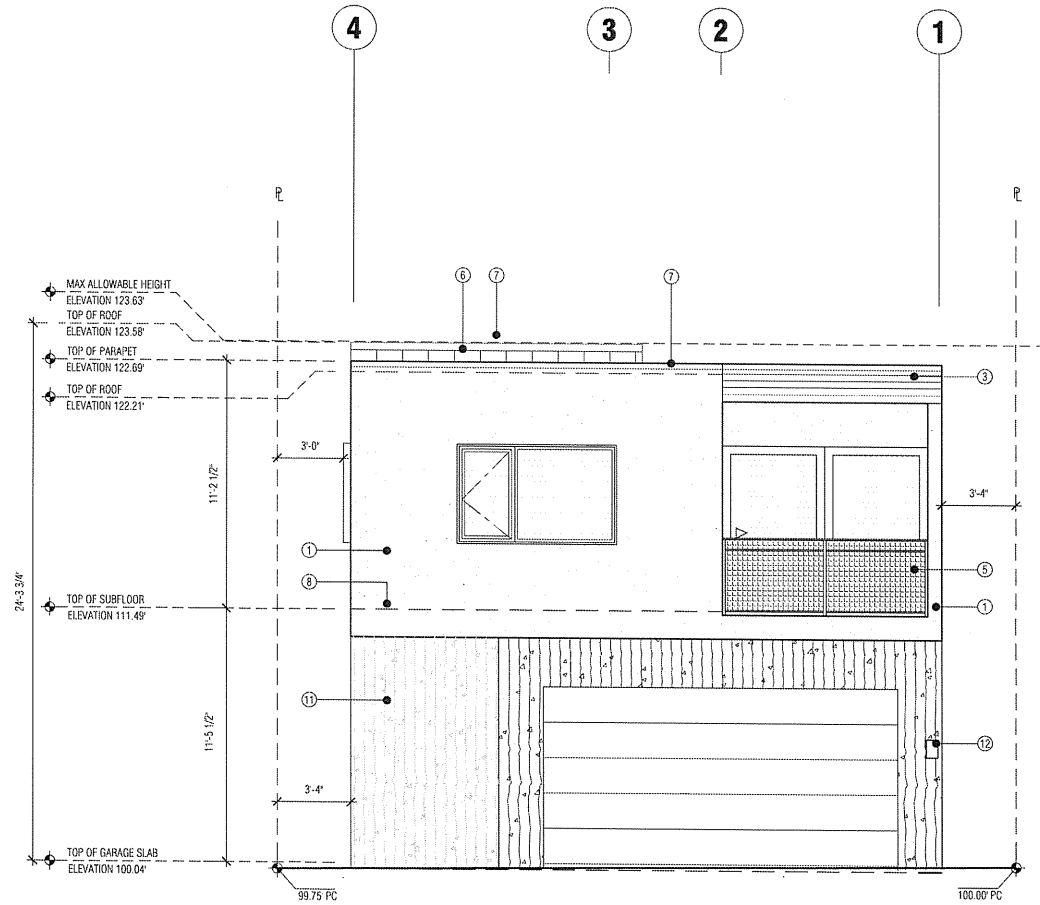 4
3
2
1
PL
PL
MAX ALLOWABLE HEIGHT
ELEVATION 123.63'
TOP OF ROOF
ELEVATION 123.58'
TOP OF PARAPET
ELEVATION 122.69'
TOP OF ROOF
ELEVATION 122.21'
6
7
7
3
3'-0"
11'-2 1/2"
3'-4"
1
5
8
24'-3 3/4"
TOP OF SUBFLOOR
ELEVATION 111.49'
1
11
11'-5 1/2"
12
3'-4"
TOP OF GARAGE SLAB
ELEVATION 100.04'
99.75' PC
100.00' PC